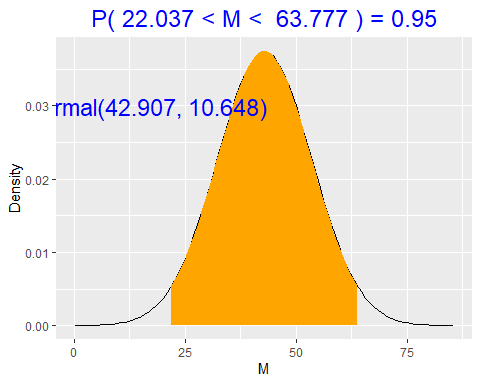 P( 22.037 < M <  63.777 ) = 0.95
rmal(42.907, 10.648)
Density
0.03
0.02
0.01
0.00
0
25
50
75
M